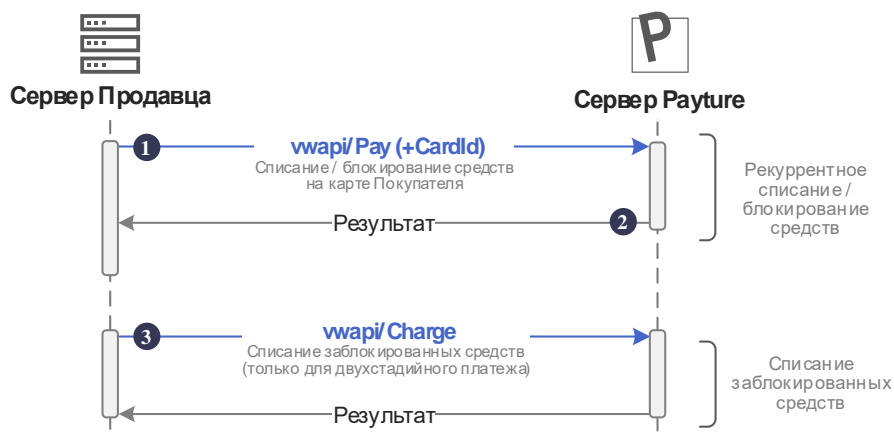 P
Сервер Продавца
Сервер Payture
1
vwapi/Pay (+CardId)
Списание / блокирование средств
на карте Покупателя
Результат
2
Рекуррентное
списание /
блокирование
средств
3
vwapi/Charge
Списание заблокированных средств
(только для двухстадийного платежа)
Результат
Списание
заблокированных
средств